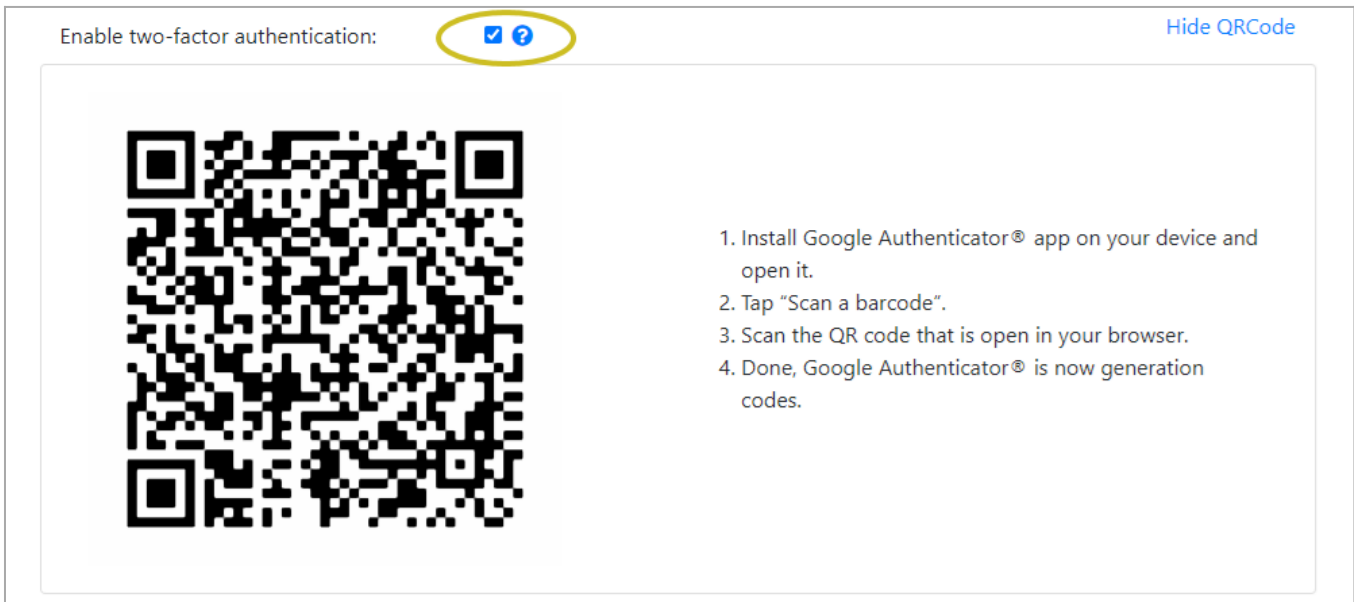 Enable two-factor authentication:
Hide QRCode
1. Install Google Authenticator® app on your device and
open it.
2. Tap “Scan a barcode”.
3. Scan the QR code that is open in your browser.
4. Done, Google Authenticator® is now generation
codes.